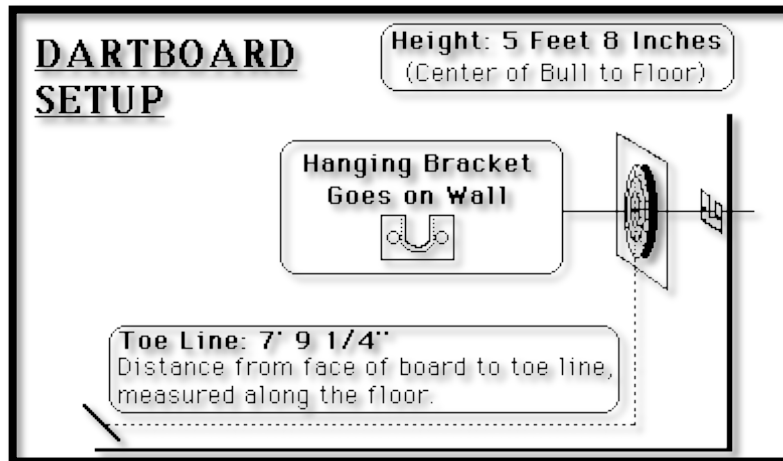 DARTBOARD
SETUP
Height: 5 Feet 8 Inches
(Center of Bull to Floor)
Hanging Bracket
Goes on Wall
Toe Line: 7' 9 1/4"
Distance from face of board to toe line,
measured along the floor.